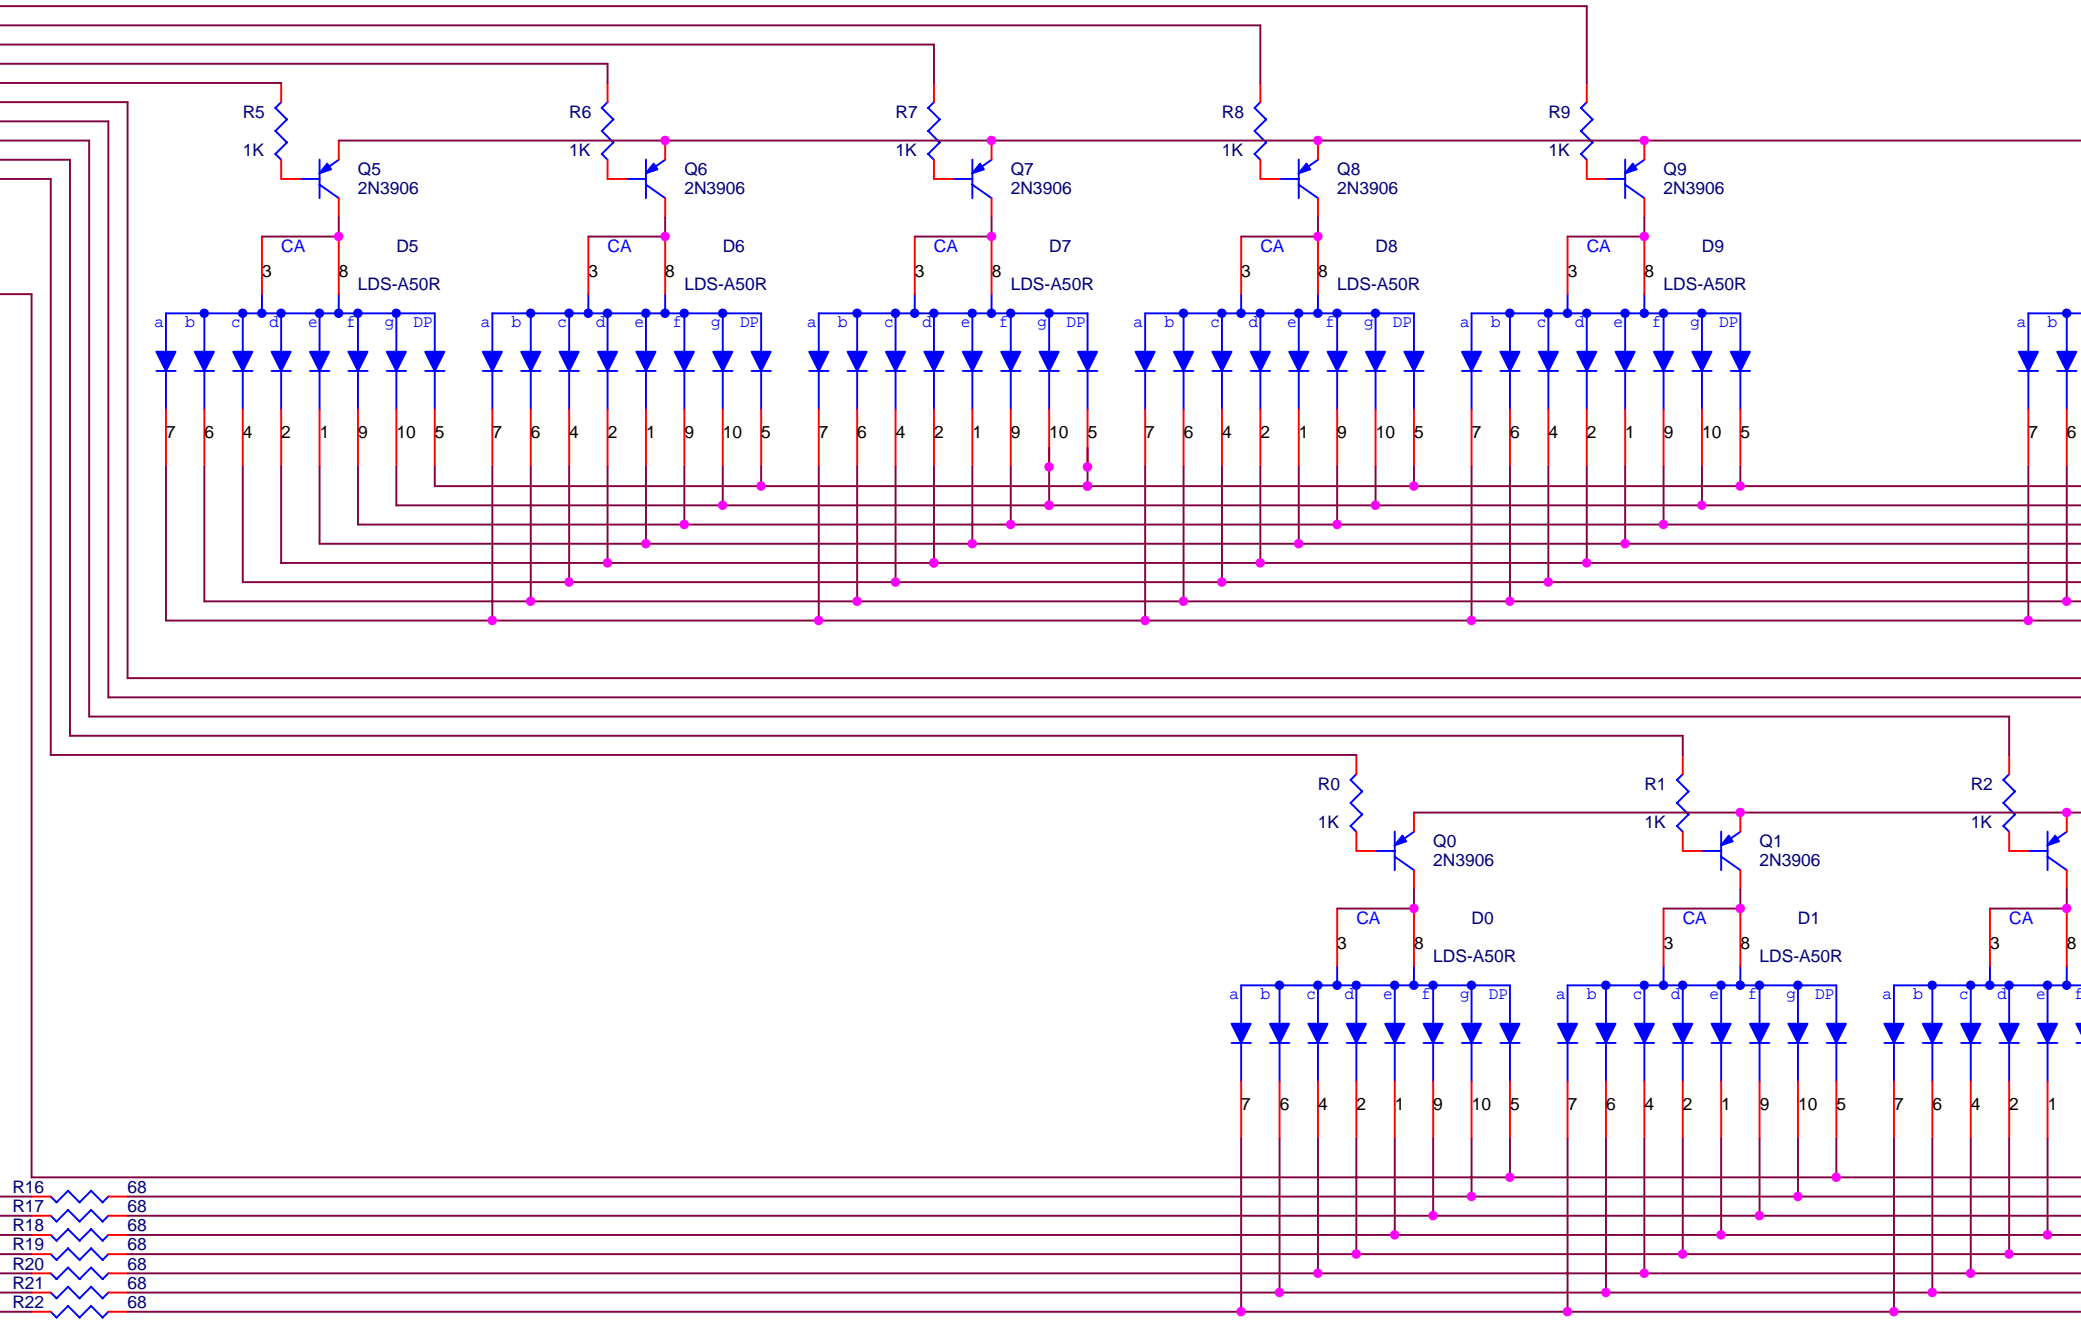 R5 R6 R7 R8 R9
1K 1K 1K 1K 1K
Q5 Q6 Q7 Q8 Q9
2N3906 2N3906 2N3906 2N3906 2N3906
CA D5 CA D6 CA D7 CA D8 CA D9
3 8 3 8 3 8 3 8 3 8
LDS-A50R LDS-A50R LDS-A50R LDS-A50R LDS-A50R
a b c d e f g DP a b c d e f g DP a b c d e f g DP a b c d e f g DP a b c d e f g DP a b
7 6 4 2 1 9 10 5 7 6 4 2 1 9 10 5 7 6 4 2 1 9 10 5 7 6 4 2 1 9 10 5 7 6 4 2 1 9 10 5 7 6
R0 R1 R2
1K 1K 1K
Q0 Q1
2N3906 2N3906
CA D0 CA D1 CA
3 8 3 8 3 8
LDS-A50R LDS-A50R
a b c d e f g DP a b c d e f g DP a b c d e f
7 6 4 2 1 9 10 5 7 6 4 2 1 9 10 5 7 6 4 2 1
R16 68
R17 68
R18 68
R19 68
R20 68
R21 68
R22 68